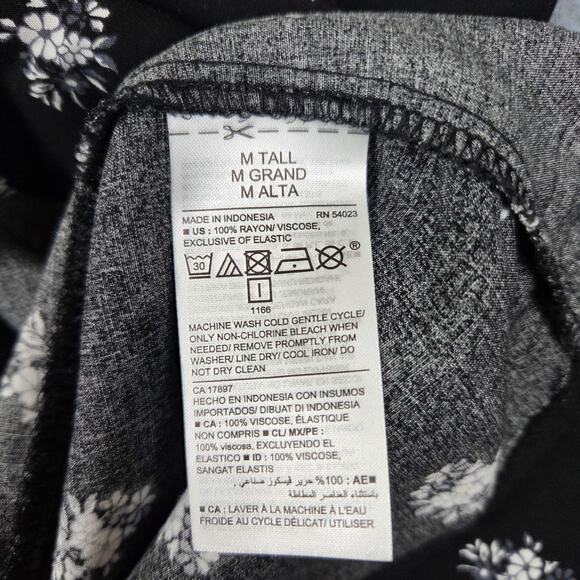 M TALL
M GRAND
M ALTA
MADE IN INDONESIA RN 54023
■ US : 100% RAYON/ VISCOSE,
EXCLUSIVE OF ELASTIC
30 ®
1166
MACHINE WASH COLD GENTLE CYCLE/
ONLY NON-CHLORINE BLEACH WHEN
NEEDED/ REMOVE PROMPTLY FROM
WASHER/ LINE DRY/ COOL IRON/ DO
NOT DRY CLEAN
CA 17897
HECHO EN INDONESIA CON INSUMOS
IMPORTADOS/ DIBUAT DI INDONESIA
■ CA : 100% VISCOSE, ÉLASTIQUE
NON COMPRIS ■ CL/ MX/PE :
100% viscosa, EXCLUYENDO EL
ELASTICO ■ ID : 100% VISCOSE,
SANGAT ELASTIS
■ AE: 100% حرير فيسكوز صناعي ,
باستثناء العناصر المطاطة
■ CA : LAVER À LA MACHINE À L'EAU
FROIDE AU CYCLE DÉLICAT/ UTILISER